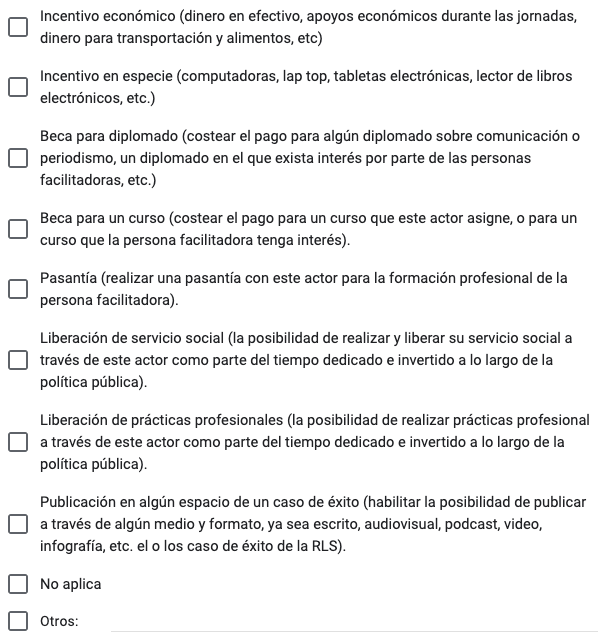 Incentivo económico (dinero en efectivo, apoyos económicos durante las jornadas,
dinero para transportación y alimentos, etc)
Incentivo en especie (computadoras, lap top, tabletas electrónicas, lector de libros
electrónicos, etc.)
Beca para diplomado (costear el pago para algún diplomado sobre comunicación o
periodismo, un diplomado en el que exista interés por parte de las personas
facilitadoras, etc.)
Beca para un curso (costear el pago para un curso que este actor asigne, o para un
curso que la persona facilitadora tenga interés).
Pasantía (realizar una pasantía con este actor para la formación profesional de la
persona facilitadora).
Liberación de servicio social (la posibilidad de realizar y liberar su servicio social a
través de este actor como parte del tiempo dedicado e invertido a lo largo de la
política pública).
Liberación de prácticas profesionales (la posibilidad de realizar prácticas profesional
a través de este actor como parte del tiempo dedicado e invertido a lo largo de la
política pública).
Publicación en algún espacio de un caso de éxito (habilitar la posibilidad de publicar
a través de algún medio y formato, ya sea escrito, audiovisual, podcast, video,
infografía, etc. el o los caso de éxito de la RLS).
No aplica
Otros: